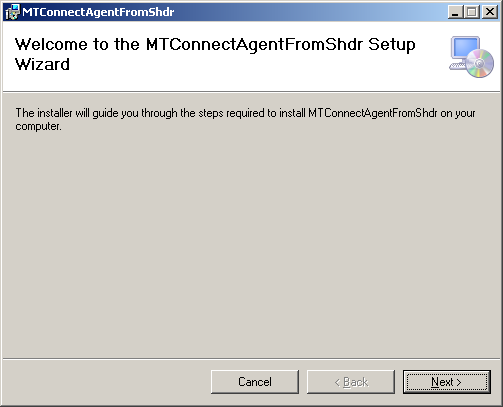 MTConnectAgentFromShdr
Welcome to the MTConnectAgentFromShdr Setup
Wizard
The installer will guide you through the steps required to install MTConnectAgentFromShdr on your
computer.
Cancel
< Back
Next >